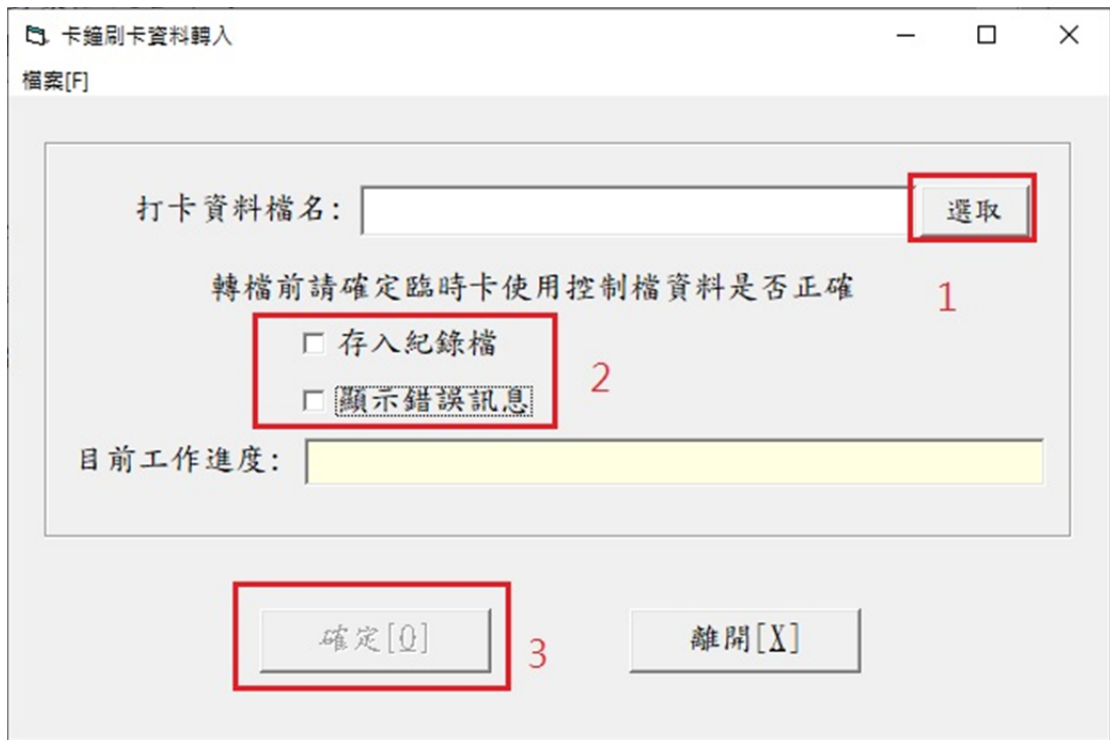 卡鐘刷卡資料轉入
檔案[F]
打卡資料檔名: 選取
轉檔前請確定臨時卡使用控制檔資料是否正確
1
存入紀錄檔
2
顯示錯誤訊息
目前工作進度:
確定[O] 離開[X]
3